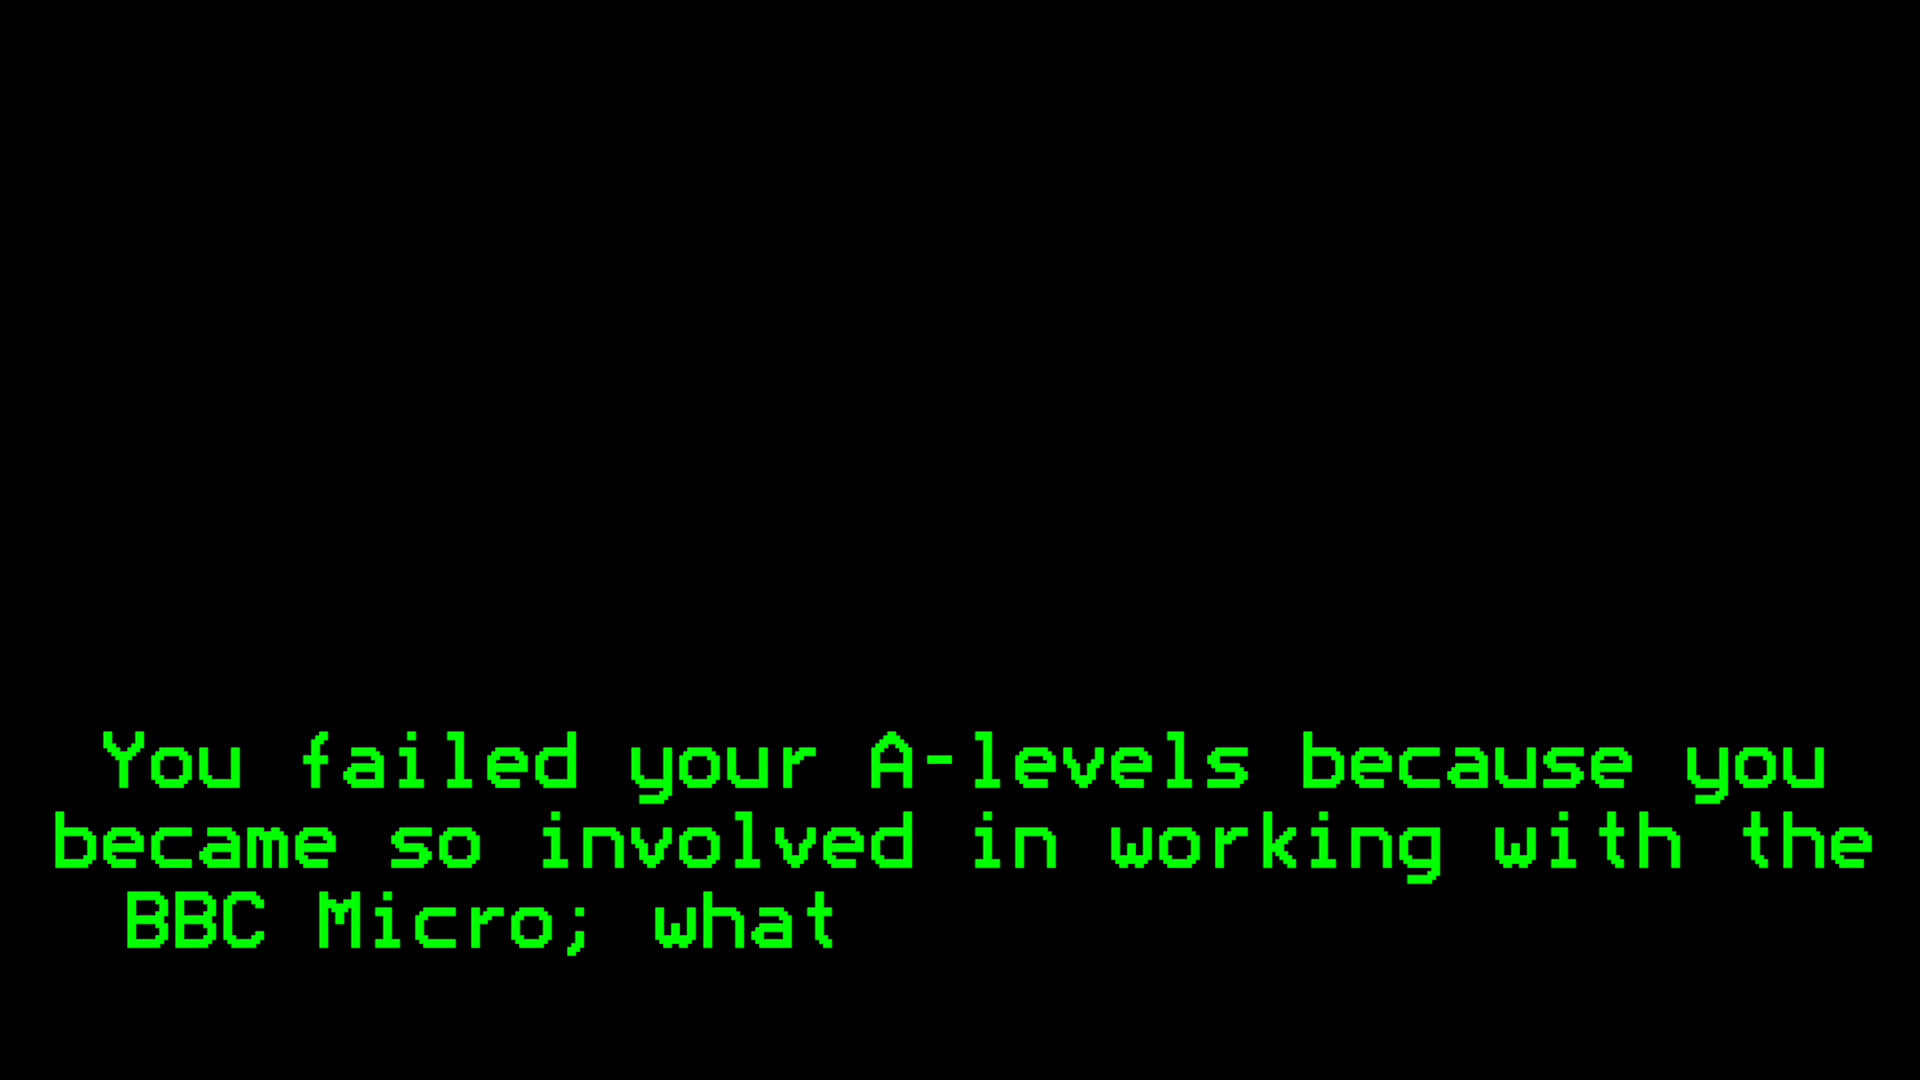 You failed your A-levels because you
became so involved in working with the
BBC Micro; what